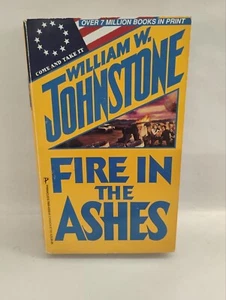 OVER 7 MILLION BOOKS IN PRINT
COME AND TAKE IT
WILLIAM W.
JOHNSTONE
FIRE IN
THE
ASHES